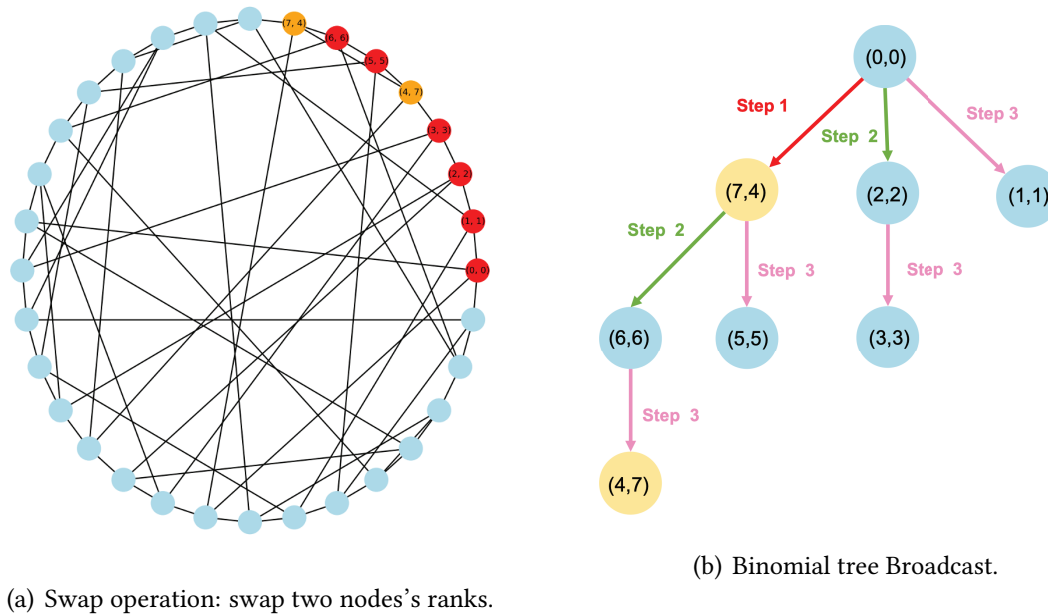 (7, 4)
(6, 6)
(5, 5)
(4, 7)
(3, 3)
(2, 2)
(1, 1)
(0, 0)
(a) Swap operation: swap two nodes's ranks.
(0,0)
Step 1
Step 2
Step 3
(7,4)
(2,2)
(1,1)
Step 2
Step 3
Step 3
(6,6)
(5,5)
(3,3)
Step 3
(4,7)
(b) Binomial tree Broadcast.